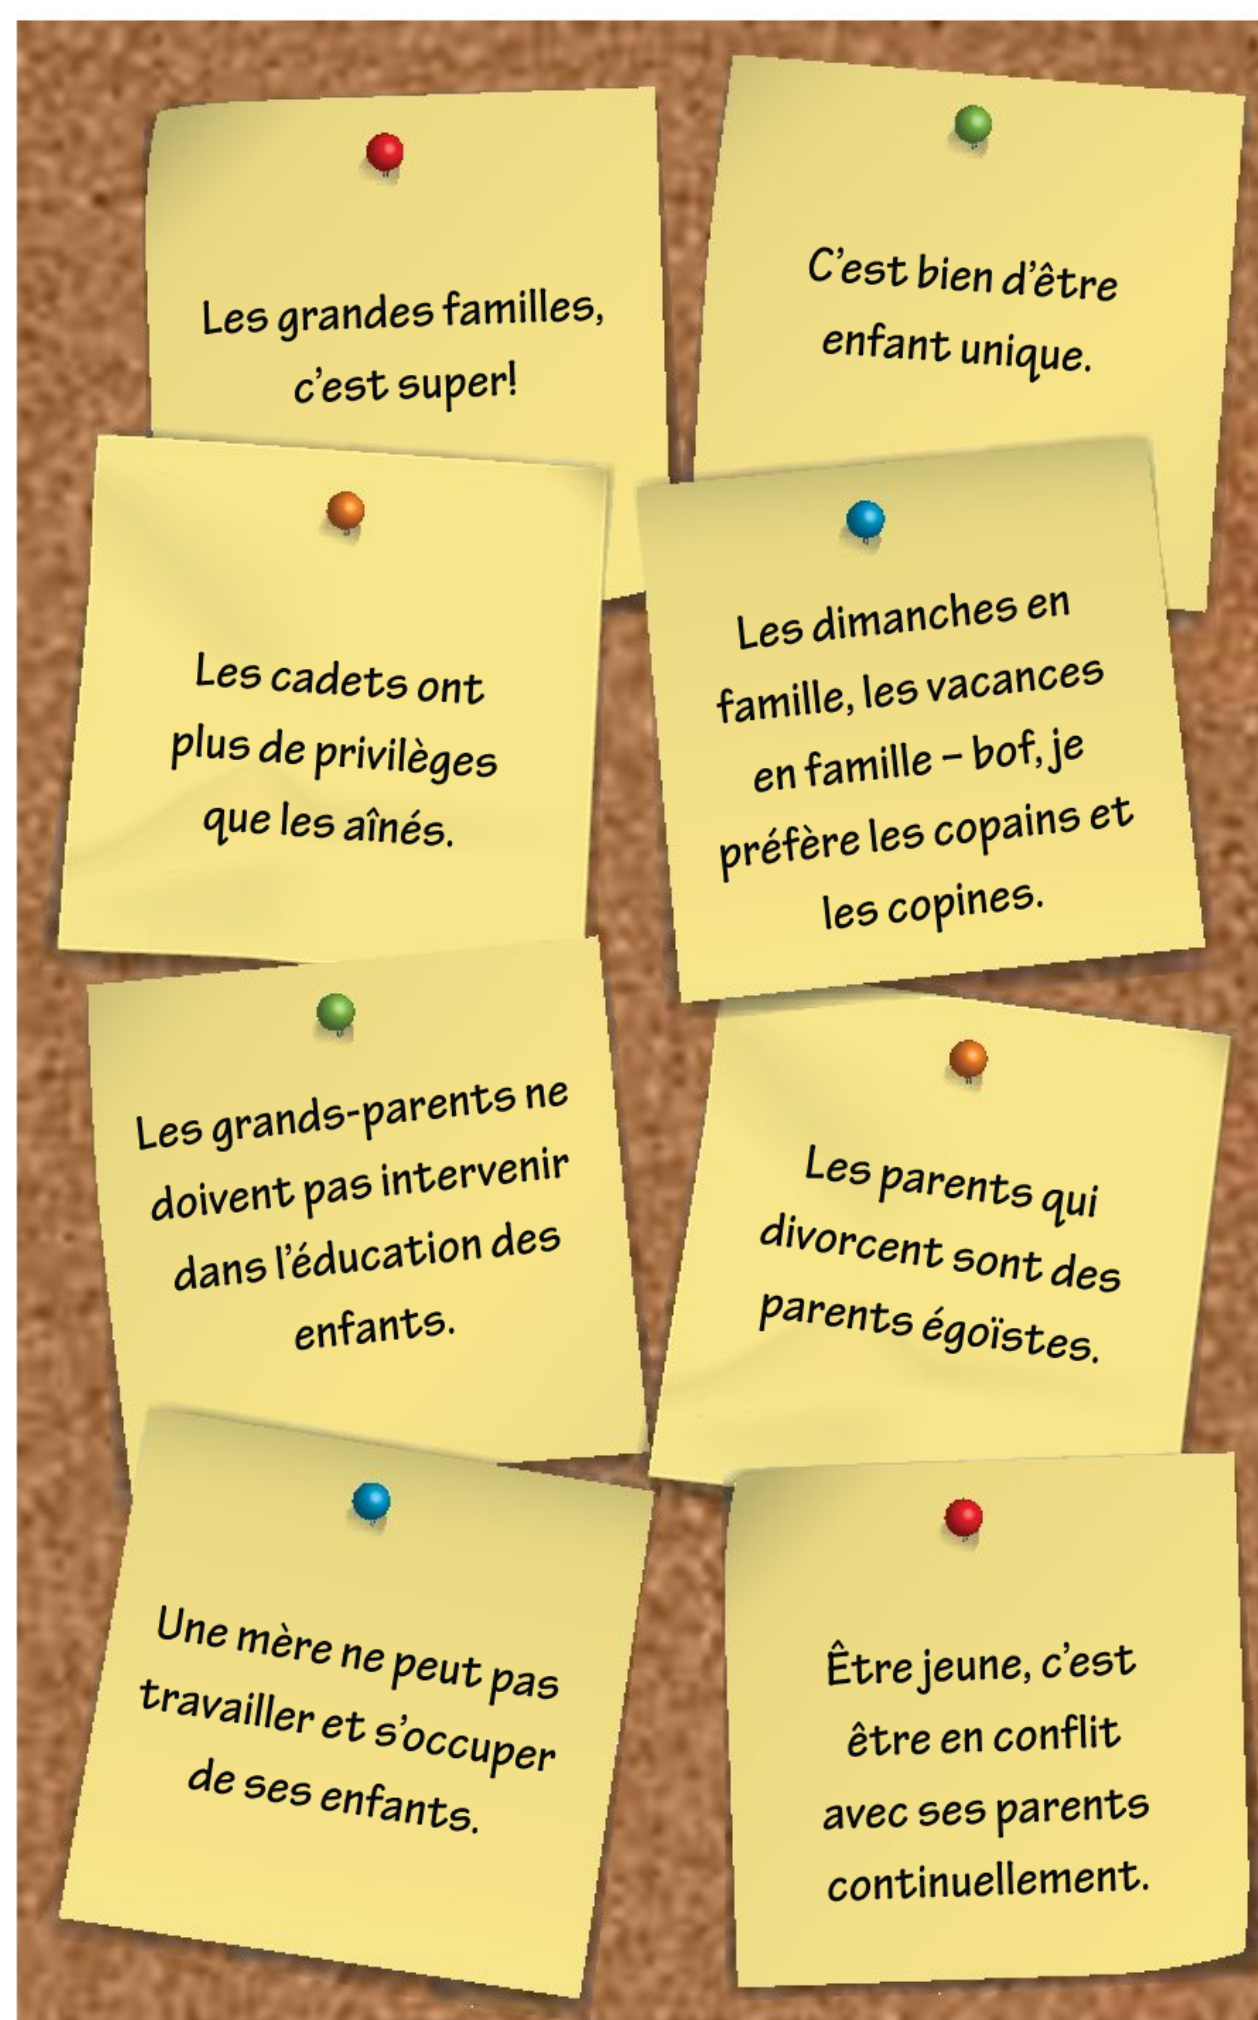 Les grandes familles,
c'est super!
C'est bien d'être
enfant unique.
Les cadets ont
plus de privilèges
que les aînés.
Les dimanches en
famille, les vacances
en famille – bof, je
préfère les copains et
les copines.
Les grands-parents ne
doivent pas intervenir
dans l'éducation des
enfants.
Les parents qui
divorcent sont des
parents égoïstes.
Une mère ne peut pas
travailler et s'occuper
de ses enfants.
Être jeune, c'est
être en conflit
avec ses parents
continuellement.